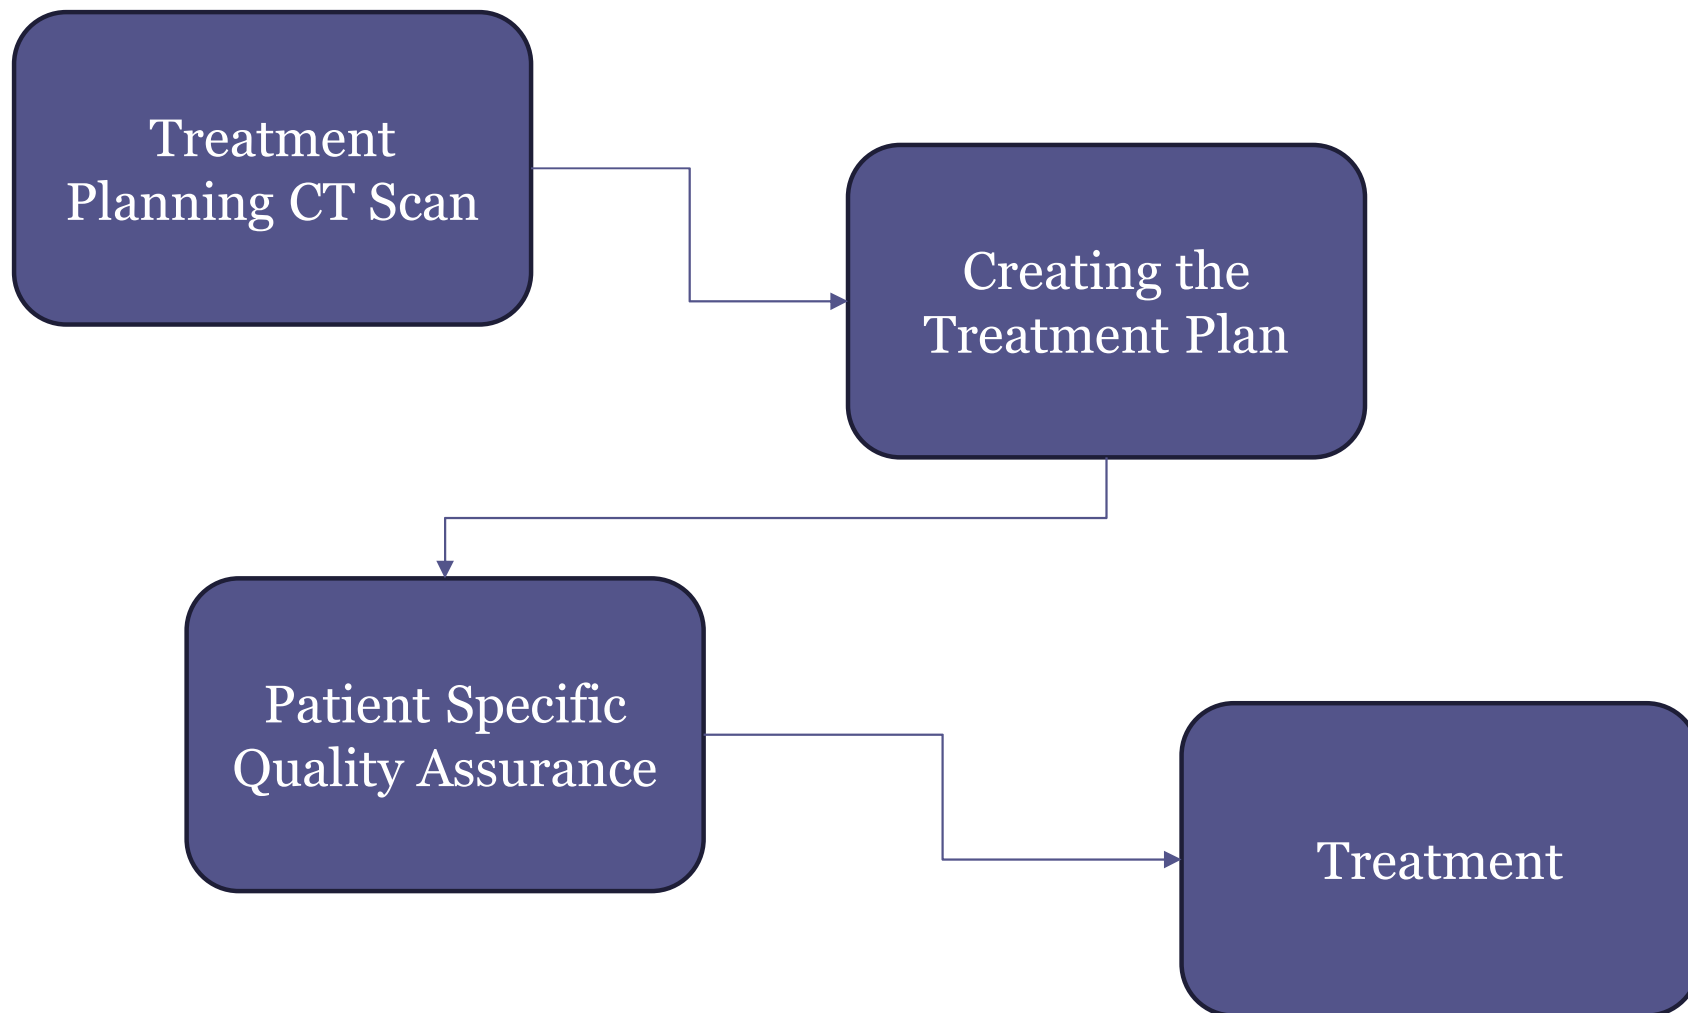 Treatment
Planning CT Scan
Creating the
Treatment Plan
Patient Specific
Quality Assurance
Treatment